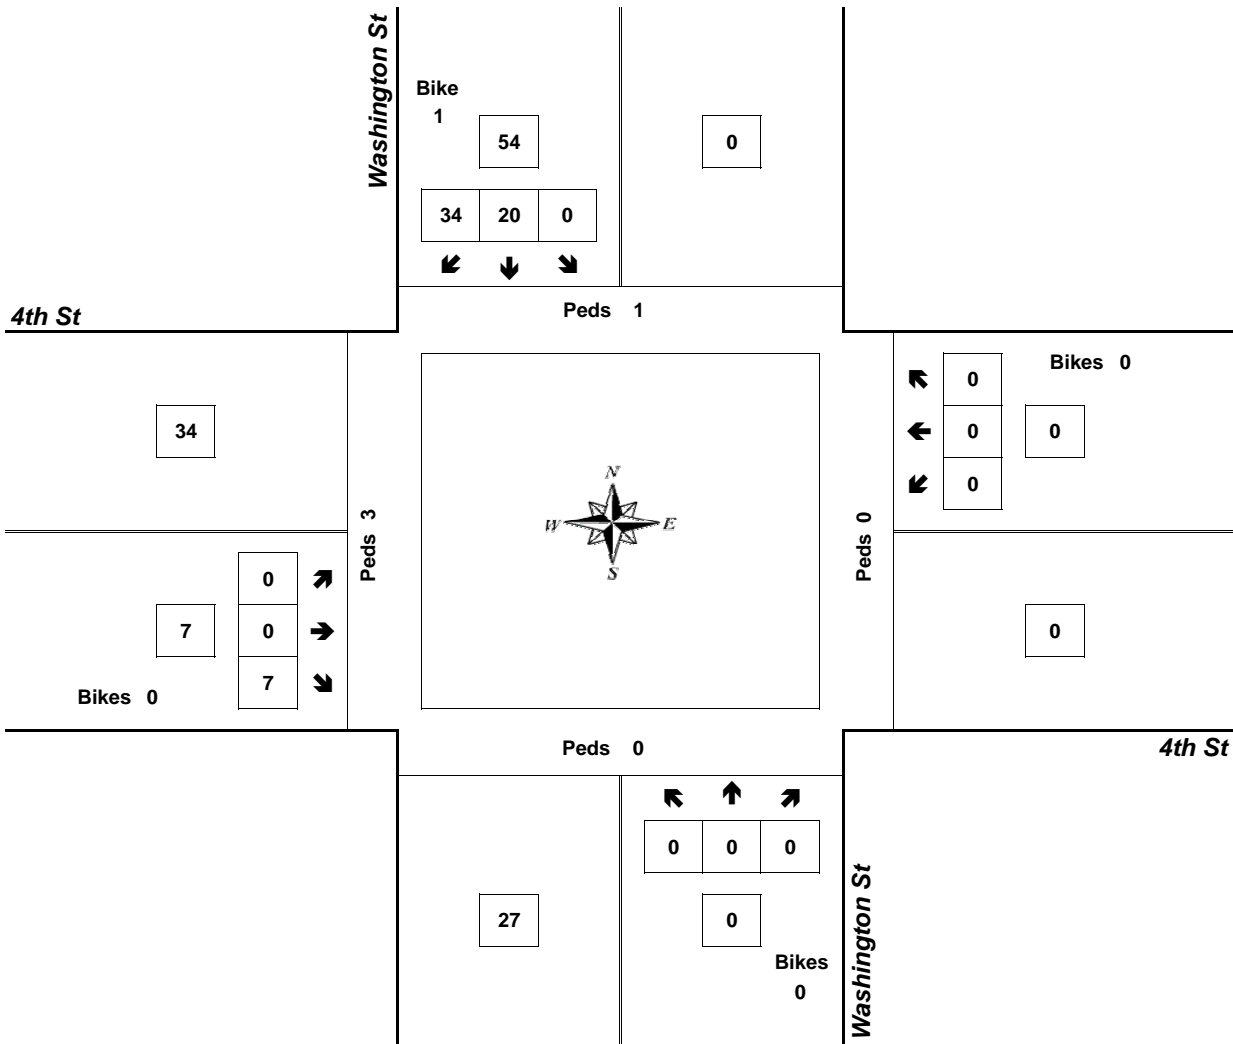 Washington St
Bike
1
54
0
34 20 0
4th St
Peds 1
0
Bikes 0
34
0
0
0
N
W E
S
Peds 3
Peds 0
0
7
0
0
Bikes 0
7
Peds 0
4th St
0 0 0
27
0
Bikes
0
Washington St